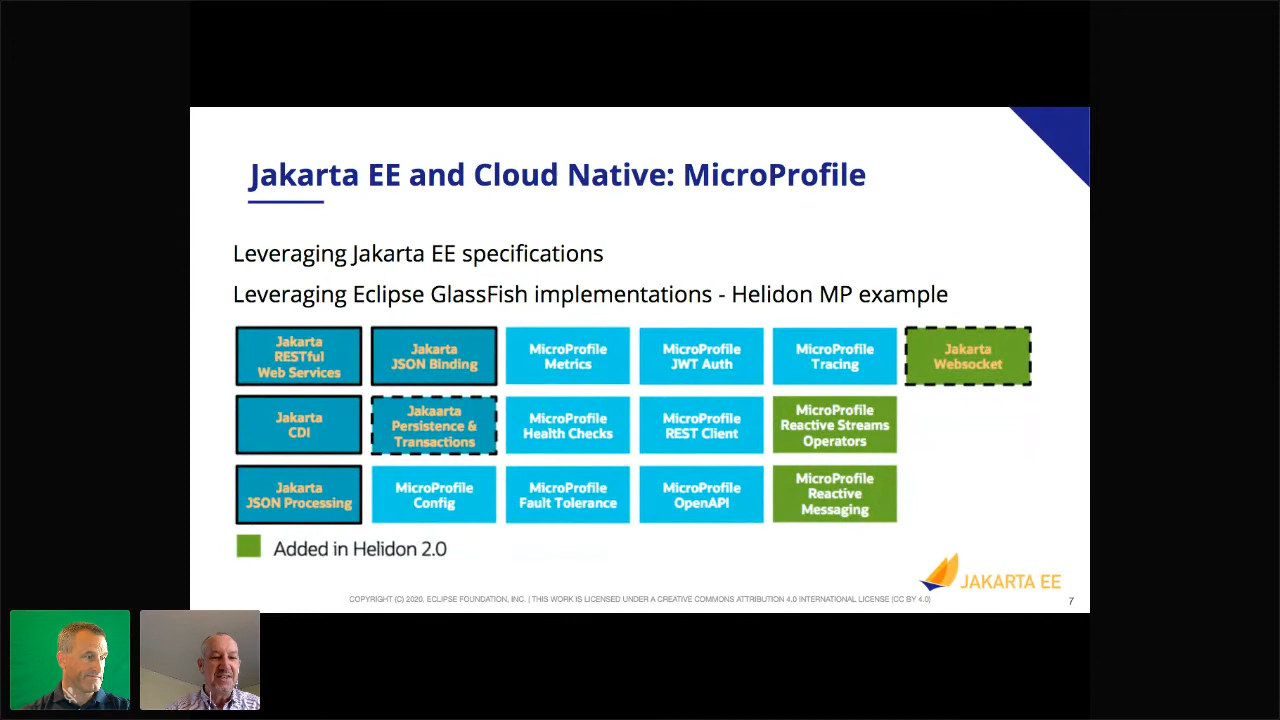 Jakarta EE and Cloud Native: MicroProfile
Leveraging Jakarta EE specifications
Leveraging Eclipse GlassFish implementations - Helidon MP example
Jakarta
RESTful
Web Services
Jakarta
JSON Binding
MicroProfile
Metrics
MicroProfile
JWT Auth
MicroProfile
Tracing
Jakarta
Websocket
Jakarta
CDI
Jakaarta
Persistence &
Transactions
MicroProfile
Health Checks
MicroProfile
REST Client
MicroProfile
Reactive Streams
Operators
Jakarta
JSON Processing
MicroProfile
Config
MicroProfile
Fault Tolerance
MicroProfile
OpenAPI
MicroProfile
Reactive
Messaging
Added in Helidon 2.0
JAKARTA EE
COPYRIGHT (C) 2020, ECLIPSE FOUNDATION, INC. | THIS WORK IS LICENSED UNDER A CREATIVE COMMONS ATTRIBUTION 4.0 INTERNATIONAL LICENSE (CC BY 4.0)
7